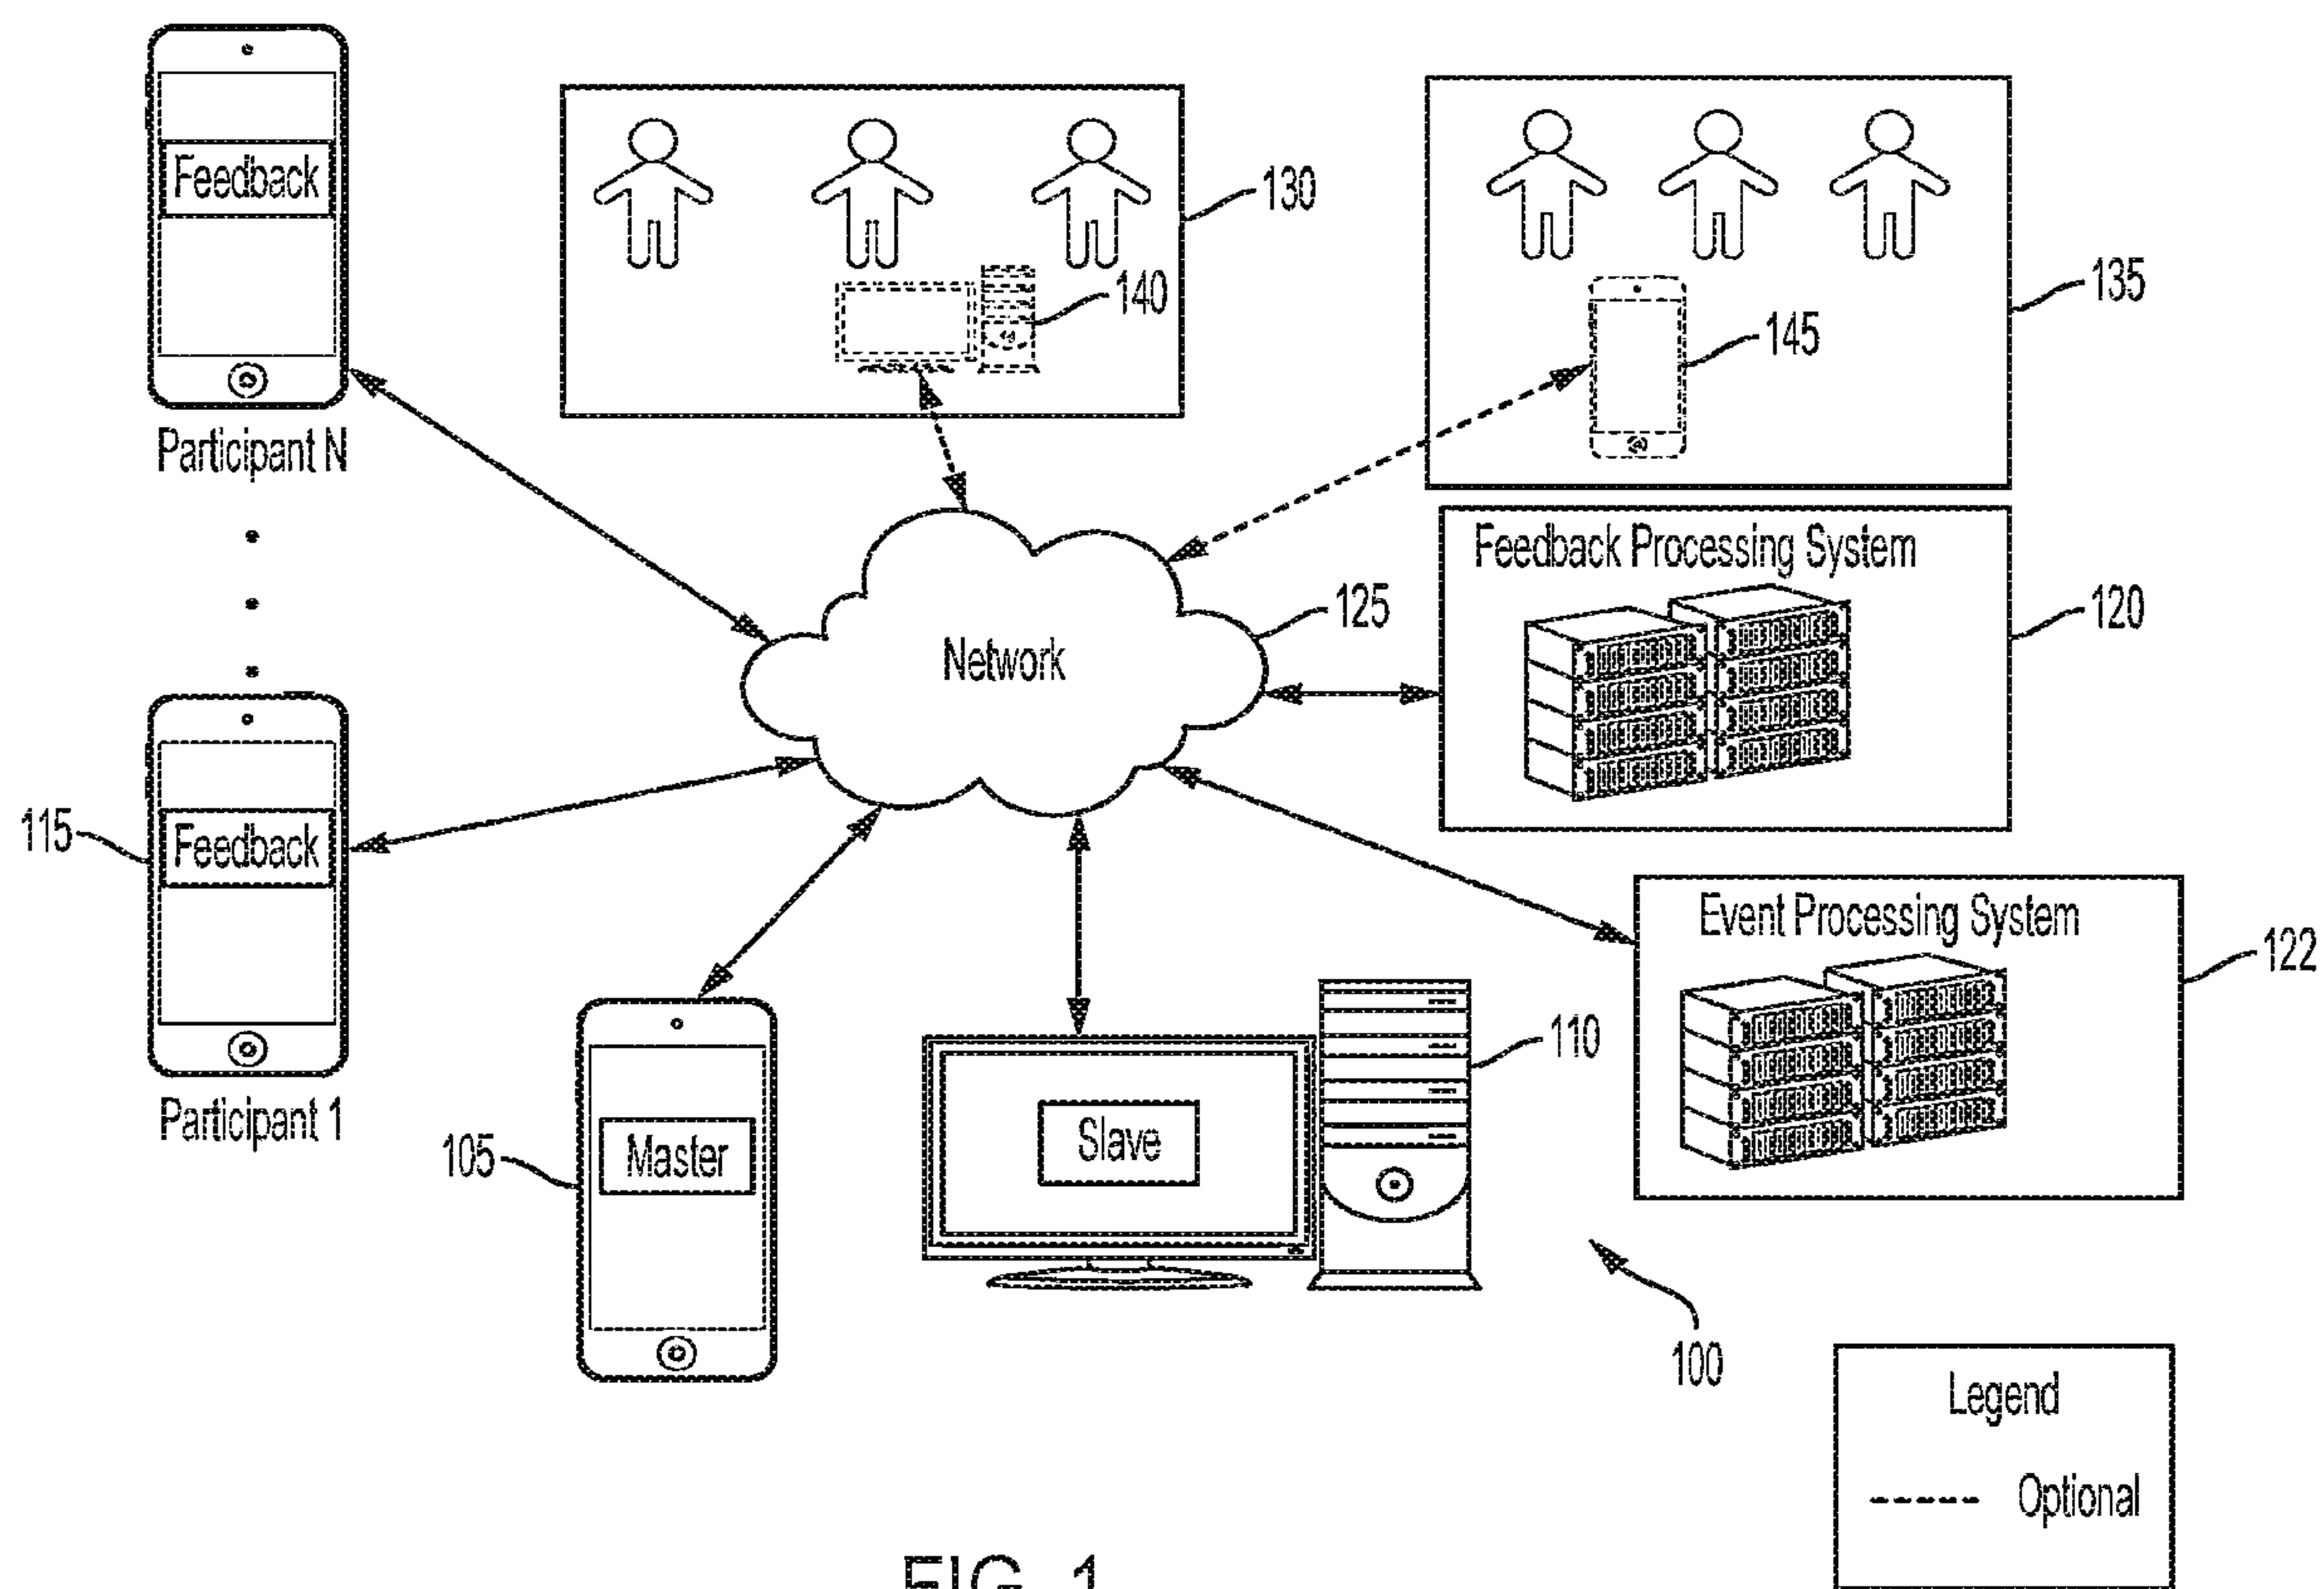 Feedback
Participant N
130
140
135
145
Feedback Processing System
120
Network
125
115
Feedback
Participant 1
Event Processing System
122
105
Master
Slave
110
100
Legend
Optional
FIG. 1